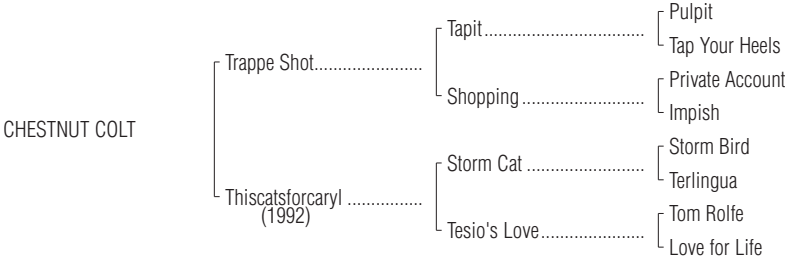 Pulpit
Tapit..................................
Tap Your Heels
Trappe Shot.......................
Private Account
Shopping ..........................
Impish
CHESTNUT COLT
Storm Bird
Storm Cat .........................
Terlingua
Thiscatsforcaryl ................
(1992)
Tom Rolfe
Tesio's Love......................
Love for Life